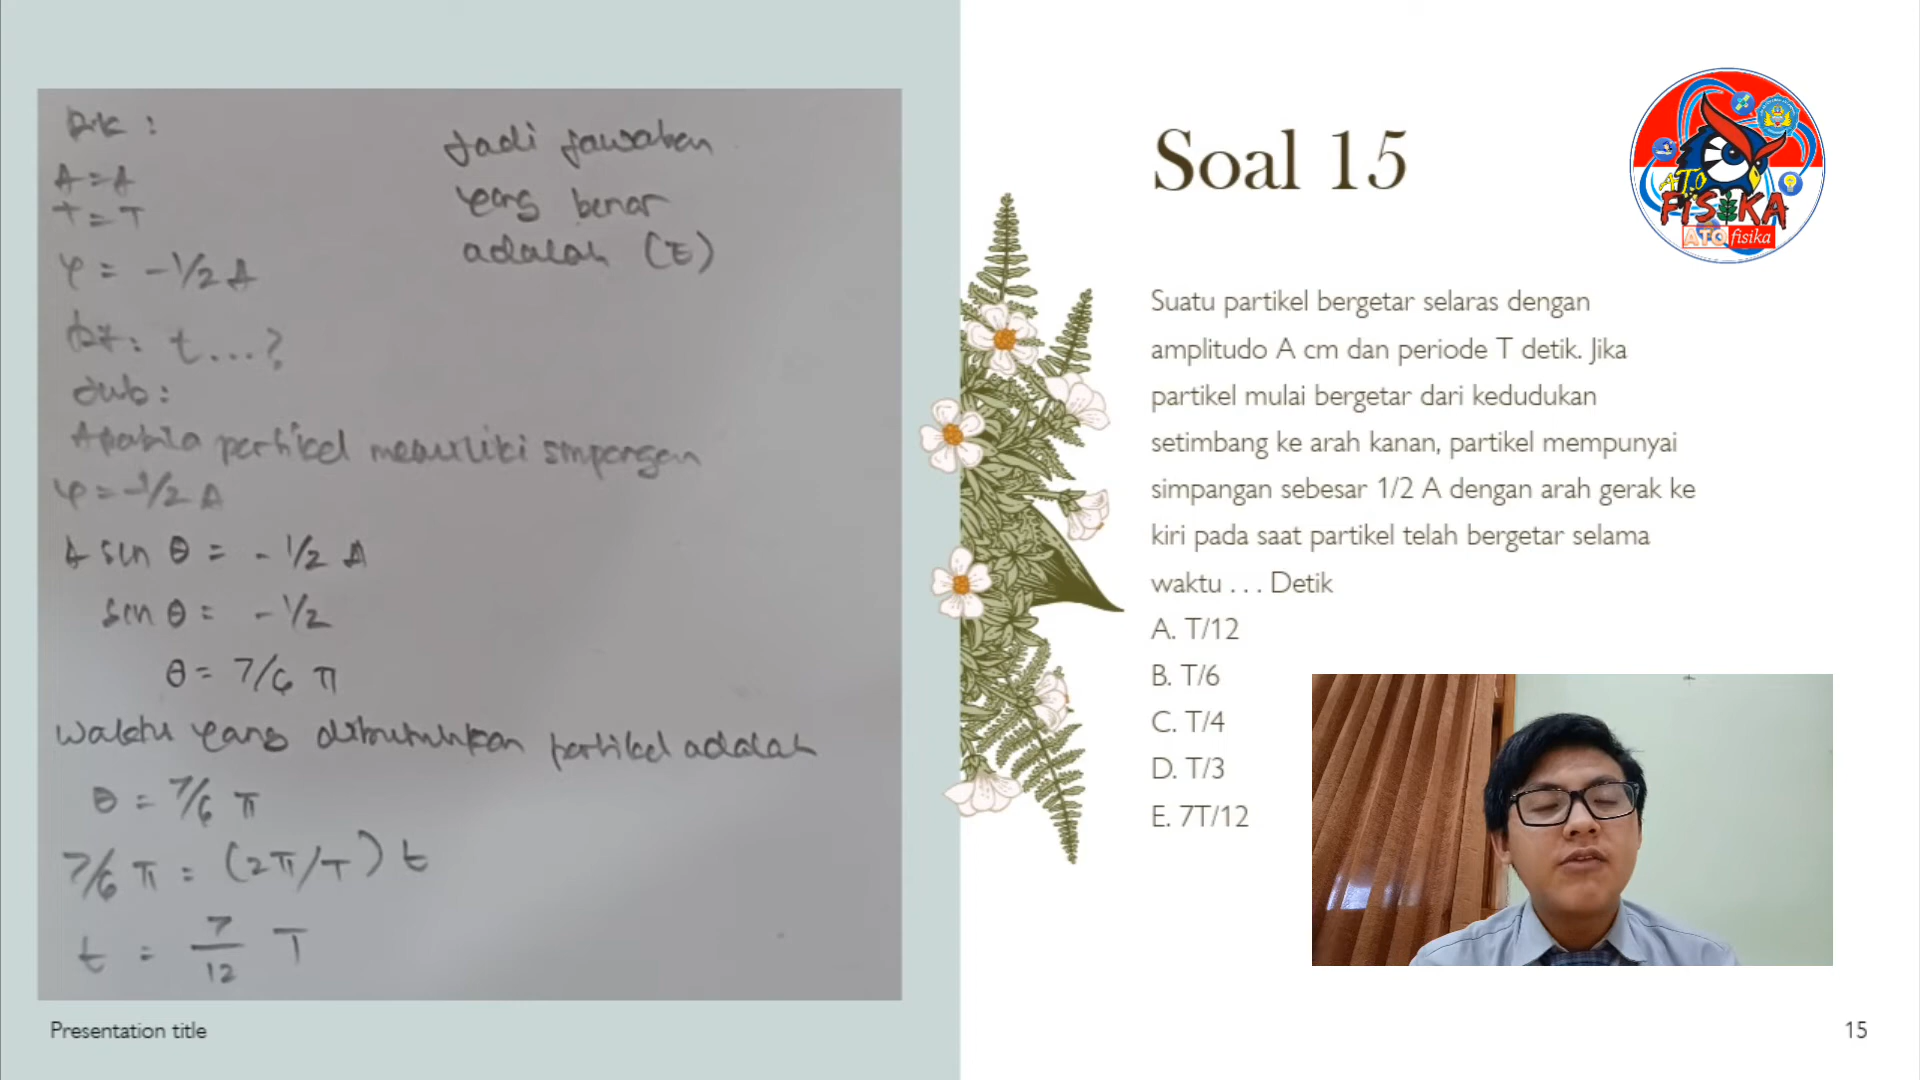 Dik :
A = A
T = T
φ = -1/2 A
Dt: t...?
Jwb :
Apabila partikel memiliki simpangan
φ = -1/2 A
A sin θ = - 1/2 A
sin θ = - 1/2
θ = 7/6 π
waktu yang dibutuhkan partikel adalah
θ = 7/6 π
7/6 π = (2π/T) t
t = 7/12 T
Jadi jawaban
yang benar
adalah (E)
Presentation title
Soal 15
ATO
FISIKA
ATO fisika
Suatu partikel bergetar selaras dengan
amplitudo A cm dan periode T detik. Jika
partikel mulai bergetar dari kedudukan
setimbang ke arah kanan, partikel mempunyai
simpangan sebesar 1/2 A dengan arah gerak ke
kiri pada saat partikel telah bergetar selama
waktu . . . Detik
A. T/12
B. T/6
C. T/4
D. T/3
E. 7T/12
15